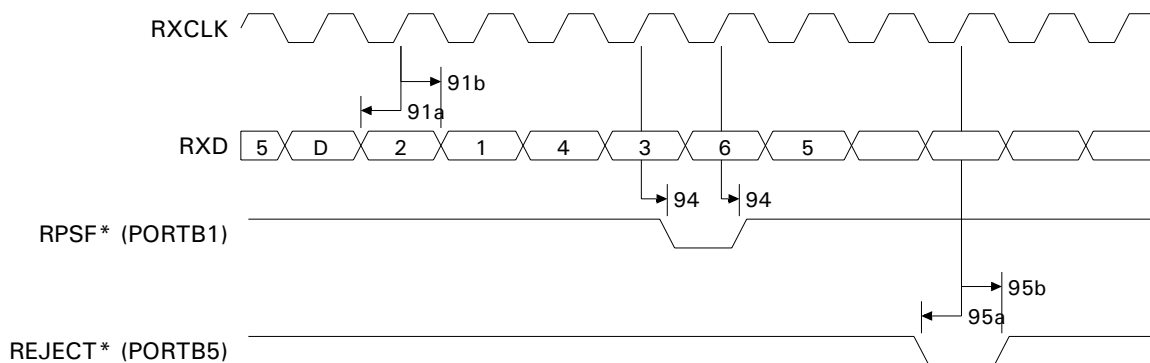 RXCLK
91b
91a
RXD 5 D 2 1 4 3 6 5
94 94
RPSF* (PORTB1)
95b
95a
REJECT* (PORTB5)